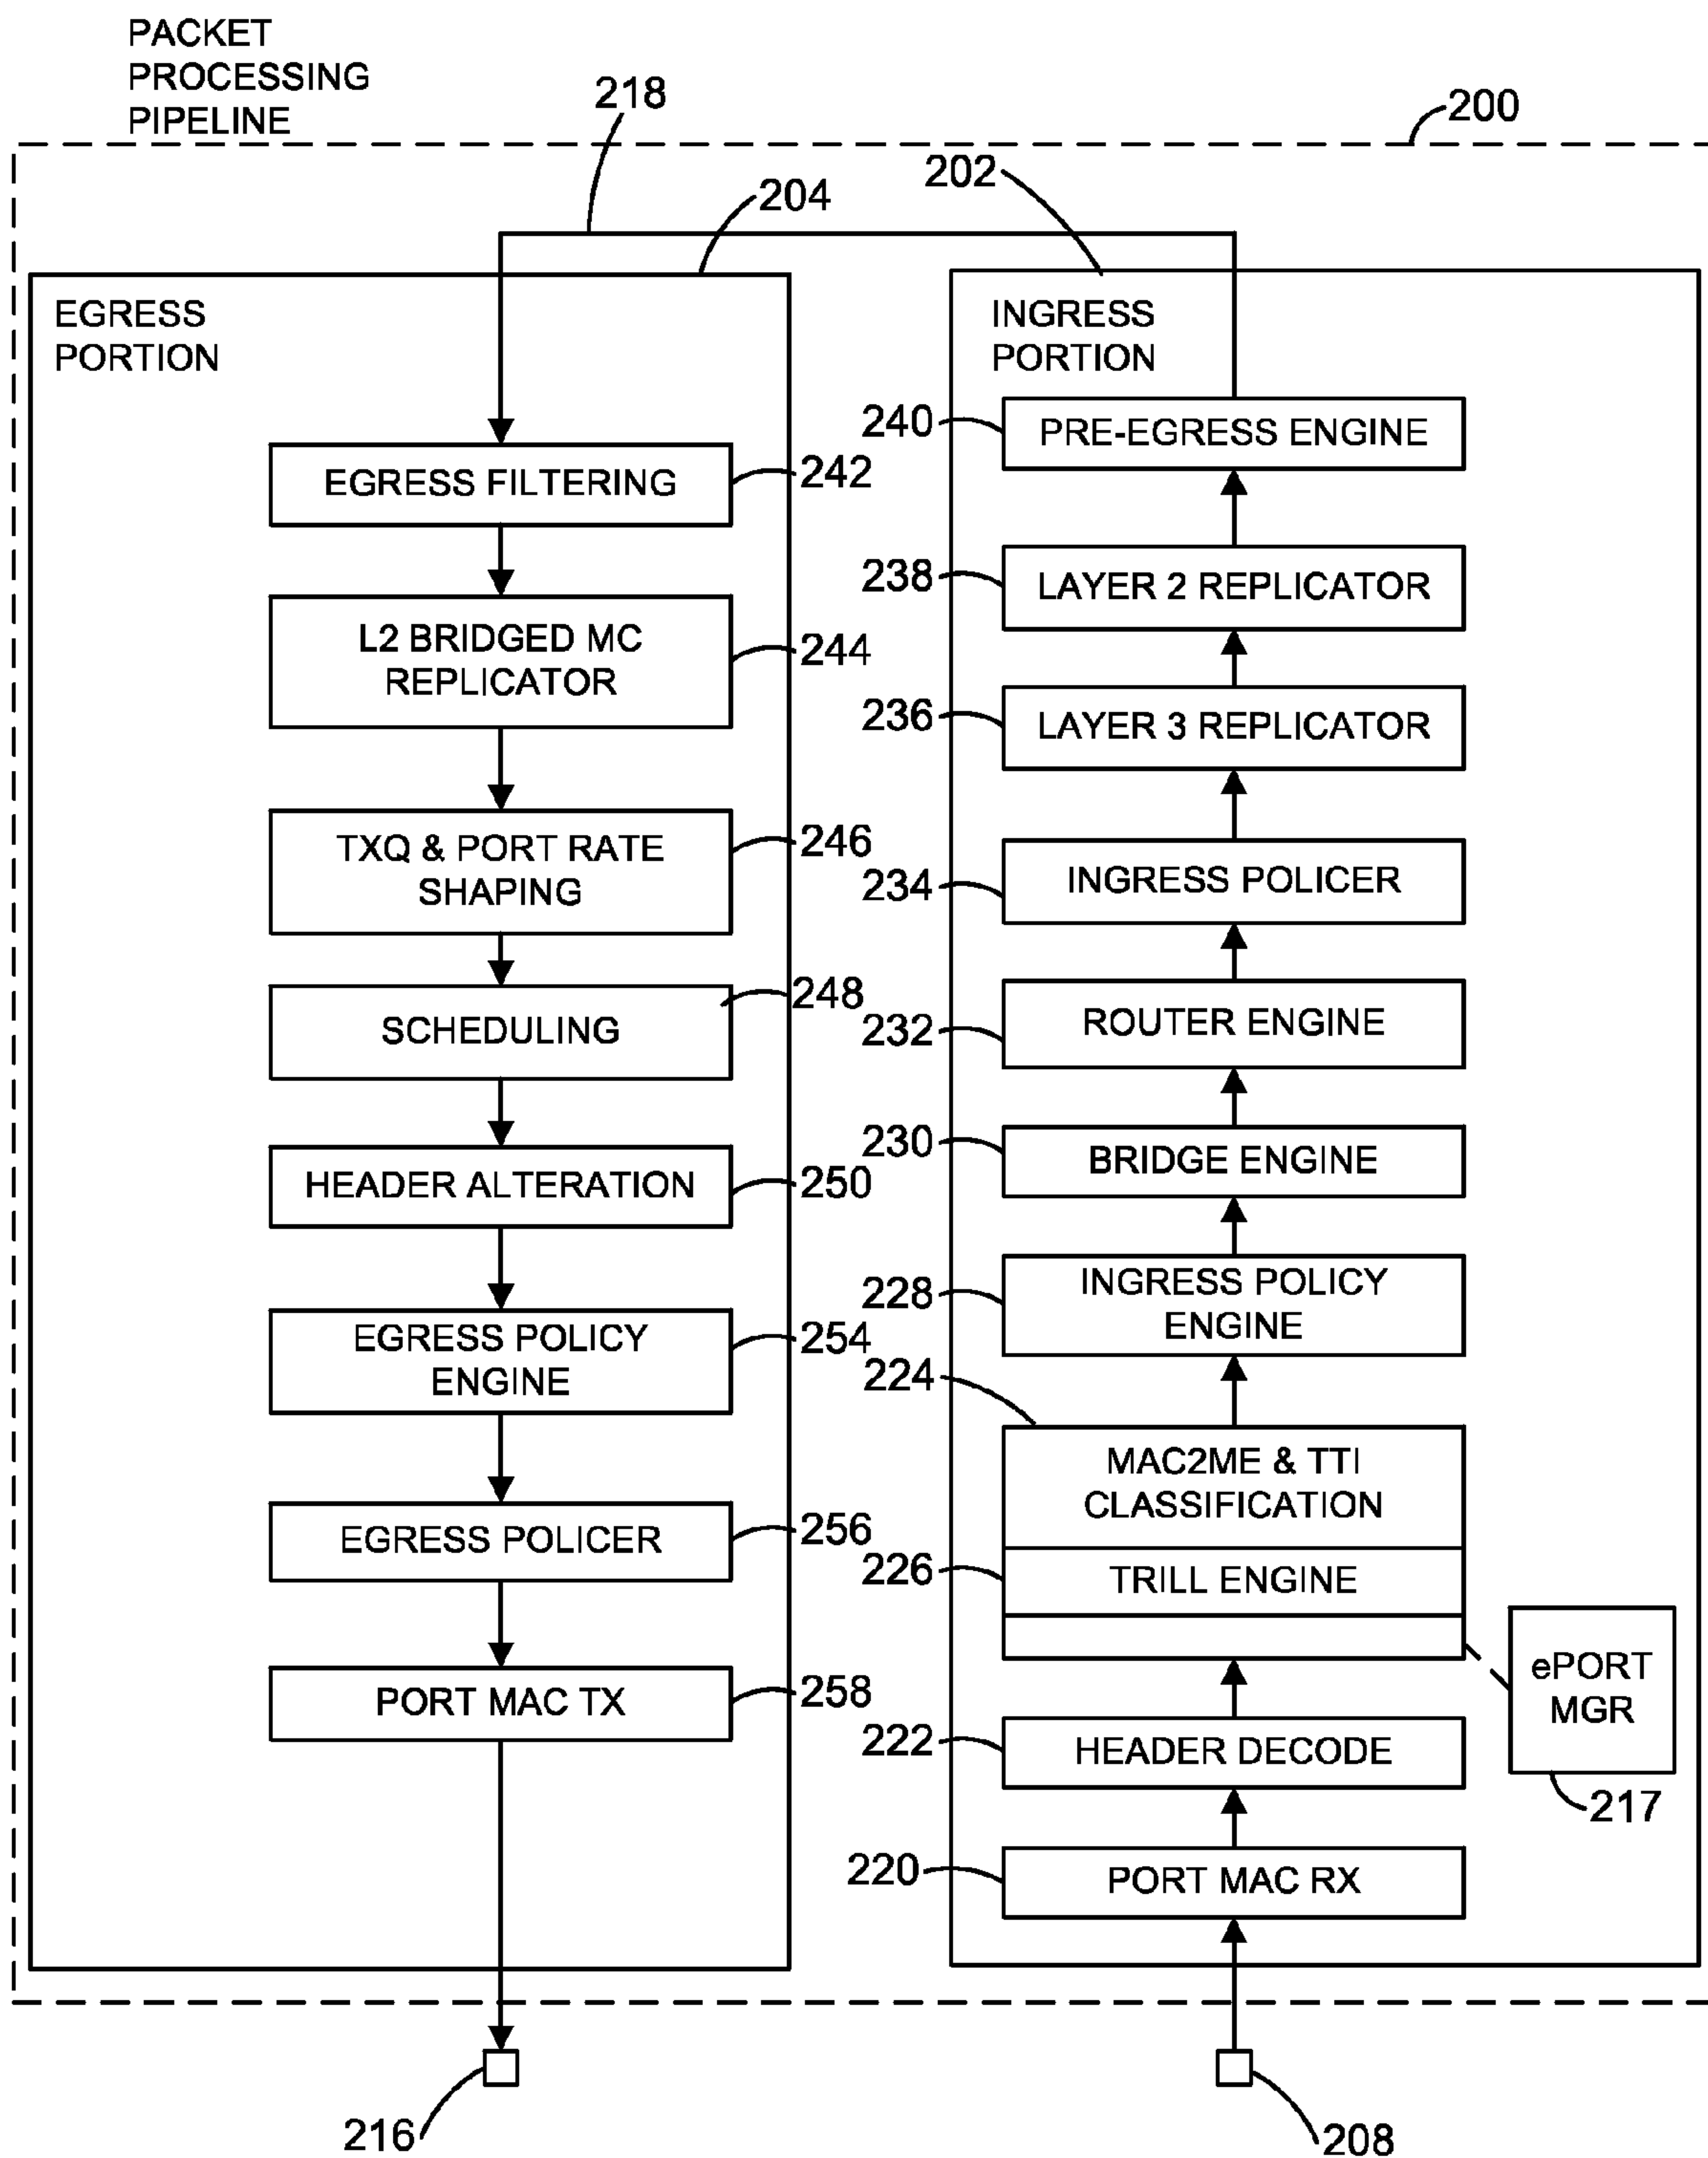 PACKET
PROCESSING
PIPELINE
218
200
202
204
EGRESS
PORTION
EGRESS FILTERING
242
L2 BRIDGED MC
REPLICATOR
244
TXQ & PORT RATE
SHAPING
246
SCHEDULING
248
HEADER ALTERATION
250
EGRESS POLICY
ENGINE
254
EGRESS POLICER
256
PORT MAC TX
258
216
INGRESS
PORTION
240
PRE-EGRESS ENGINE
238
LAYER 2 REPLICATOR
236
LAYER 3 REPLICATOR
234
INGRESS POLICER
232
ROUTER ENGINE
230
BRIDGE ENGINE
228
INGRESS POLICY
ENGINE
224
MAC2ME & TTI
CLASSIFICATION
226
TRILL ENGINE
ePORT
MGR
217
222
HEADER DECODE
220
PORT MAC RX
208